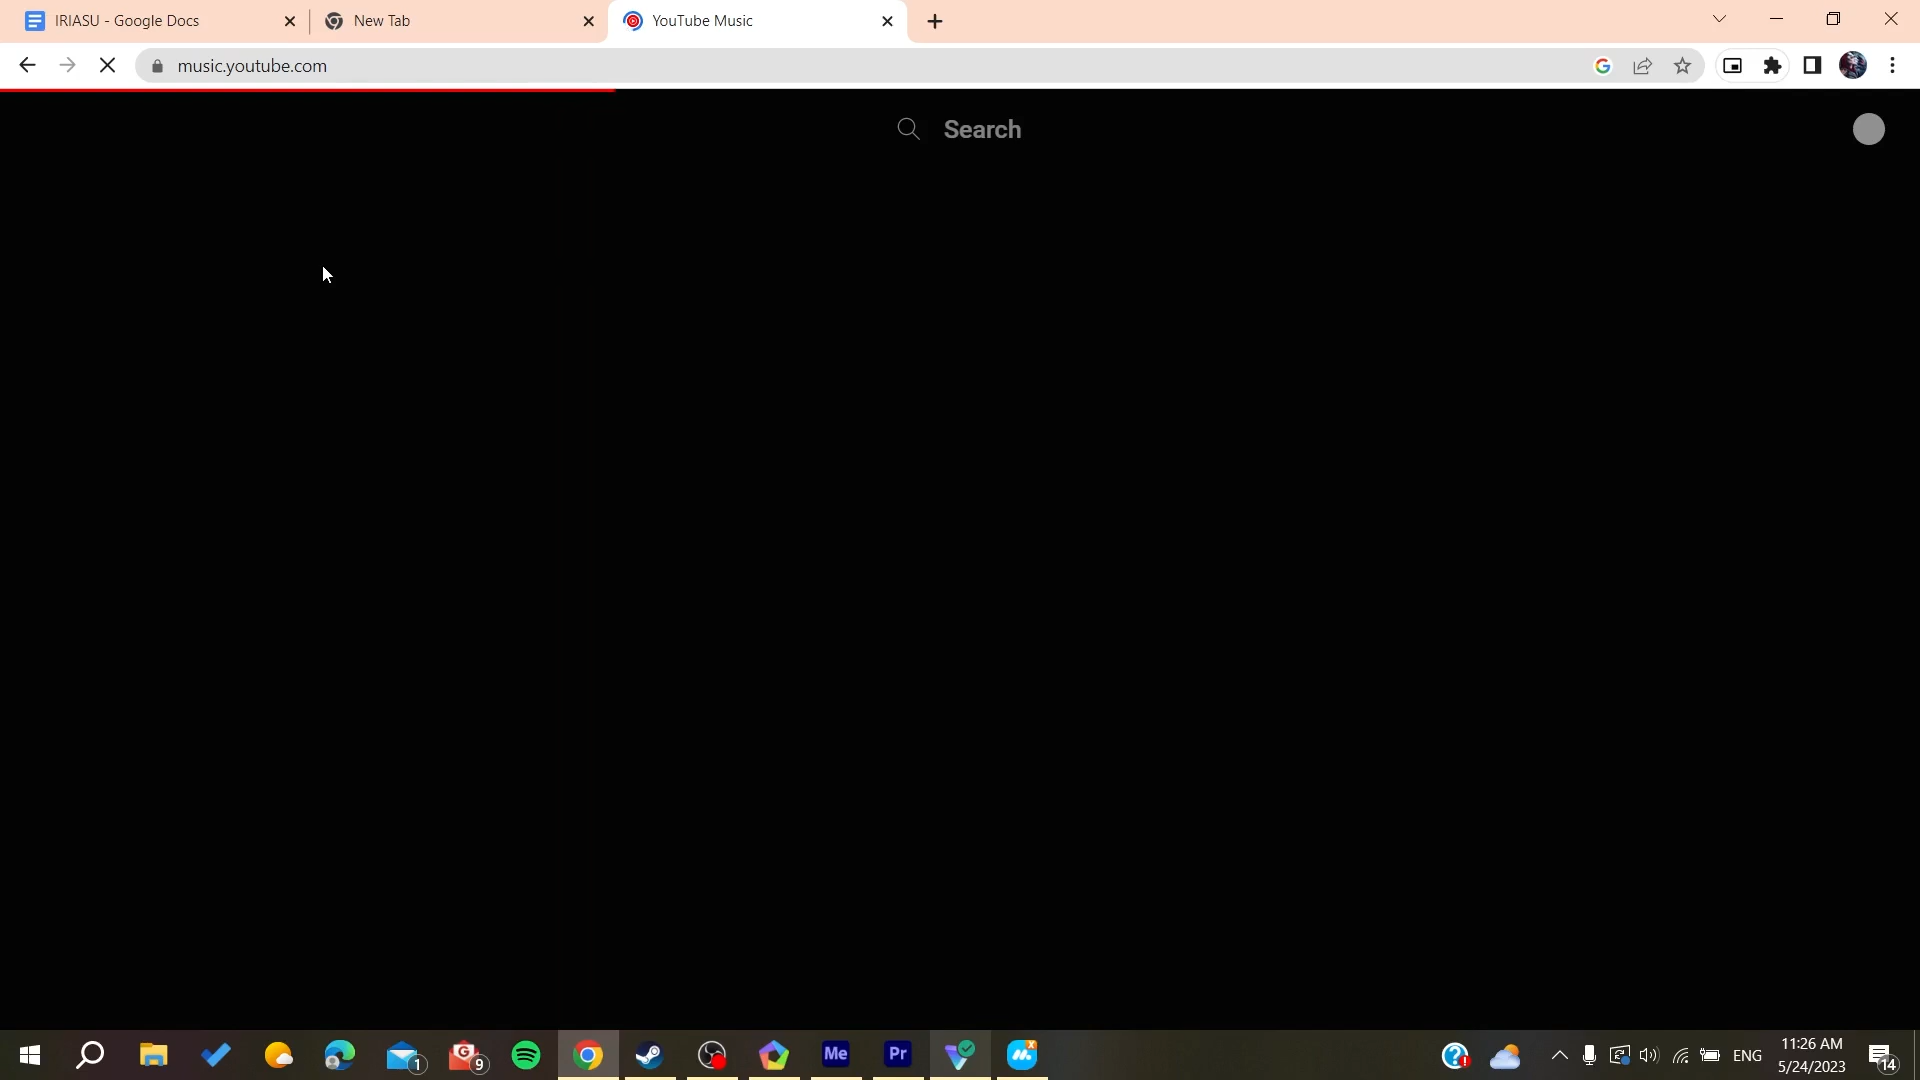 IRIASU - Google Docs
New Tab
YouTube Music
music.youtube.com
Search
1
G
9
Me
Pr
x
ENG
11:26 AM
5/24/2023
14